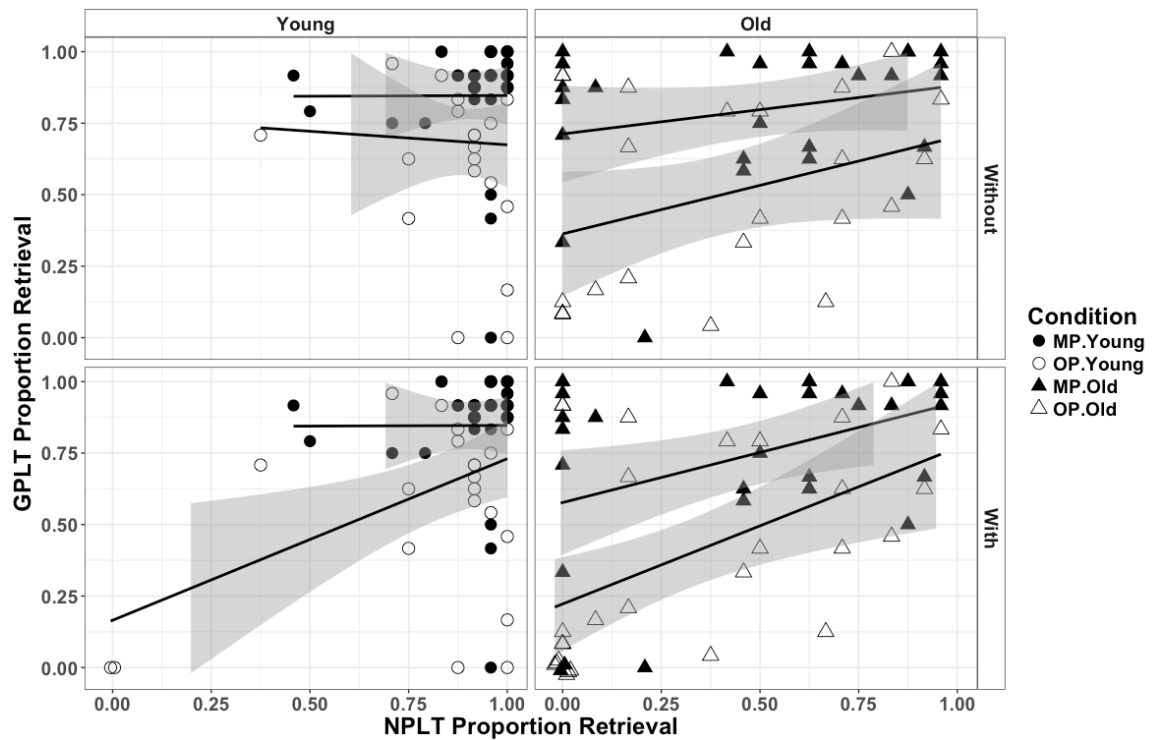 Young
Old
1.00
0.75
0.50
0.25
0.00
Without
1.00
0.75
0.50
0.25
0.00
With
GPLT Proportion Retrieval
0.00
0.25
0.50
0.75
1.00
0.00
0.25
0.50
0.75
1.00
NPLT Proportion Retrieval
Condition
MP.Young
OP.Young
MP.Old
OP.Old